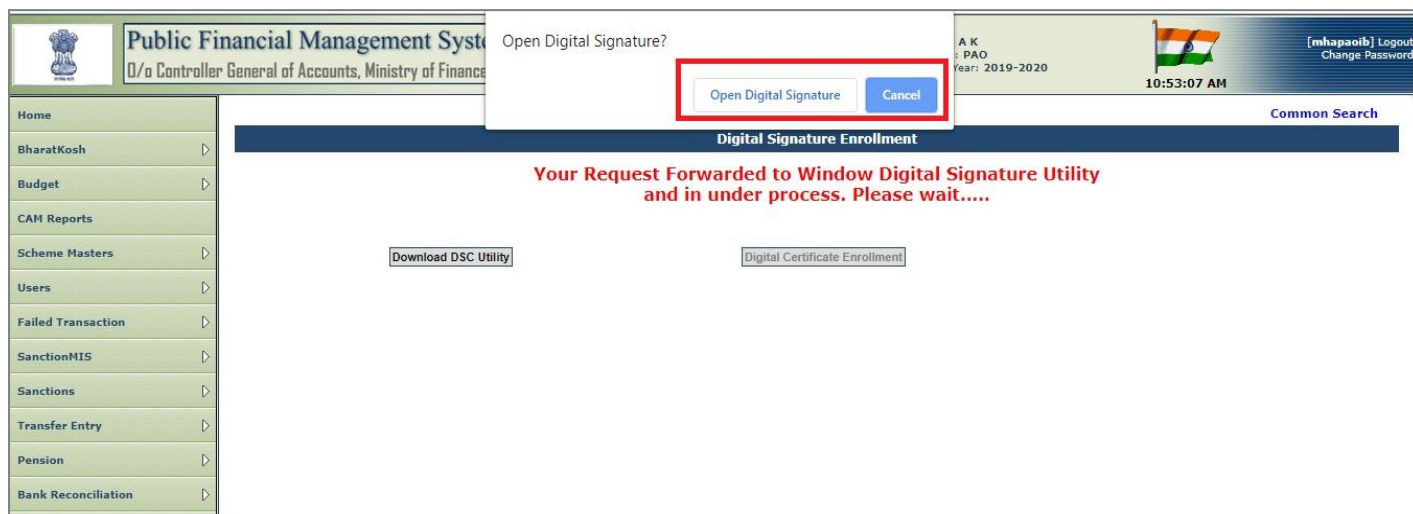 Public Financial Management Syste
O/o Controller General of Accounts, Ministry of Finance
Open Digital Signature?
Open Digital Signature
Cancel
A K
: PAO
Year: 2019-2020
10:53:07 AM
[mhapaoib] Logout
Change Password
Common Search
Home
BharatKosh
Budget
CAM Reports
Scheme Masters
Users
Failed Transaction
SanctionMIS
Sanctions
Transfer Entry
Pension
Bank Reconciliation
Digital Signature Enrollment
Your Request Forwarded to Window Digital Signature Utility
and in under process. Please wait.....
Download DSC Utility
Digital Certificate Enrollment